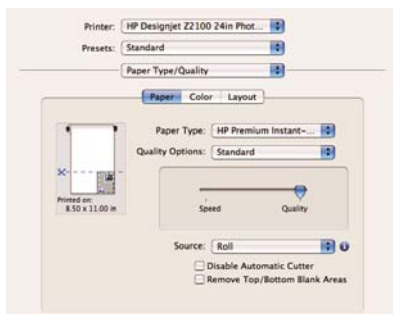 Printer: HP Designjet Z2100 24in Phot...
Presets: Standard
Paper Type/Quality
Paper Color Layout
Paper Type: HP Premium Instant-...
Quality Options: Standard
Printed on:
8.50 x 11.00 in
Speed Quality
Source: Roll
Disable Automatic Cutter
Remove Top/Bottom Blank Areas